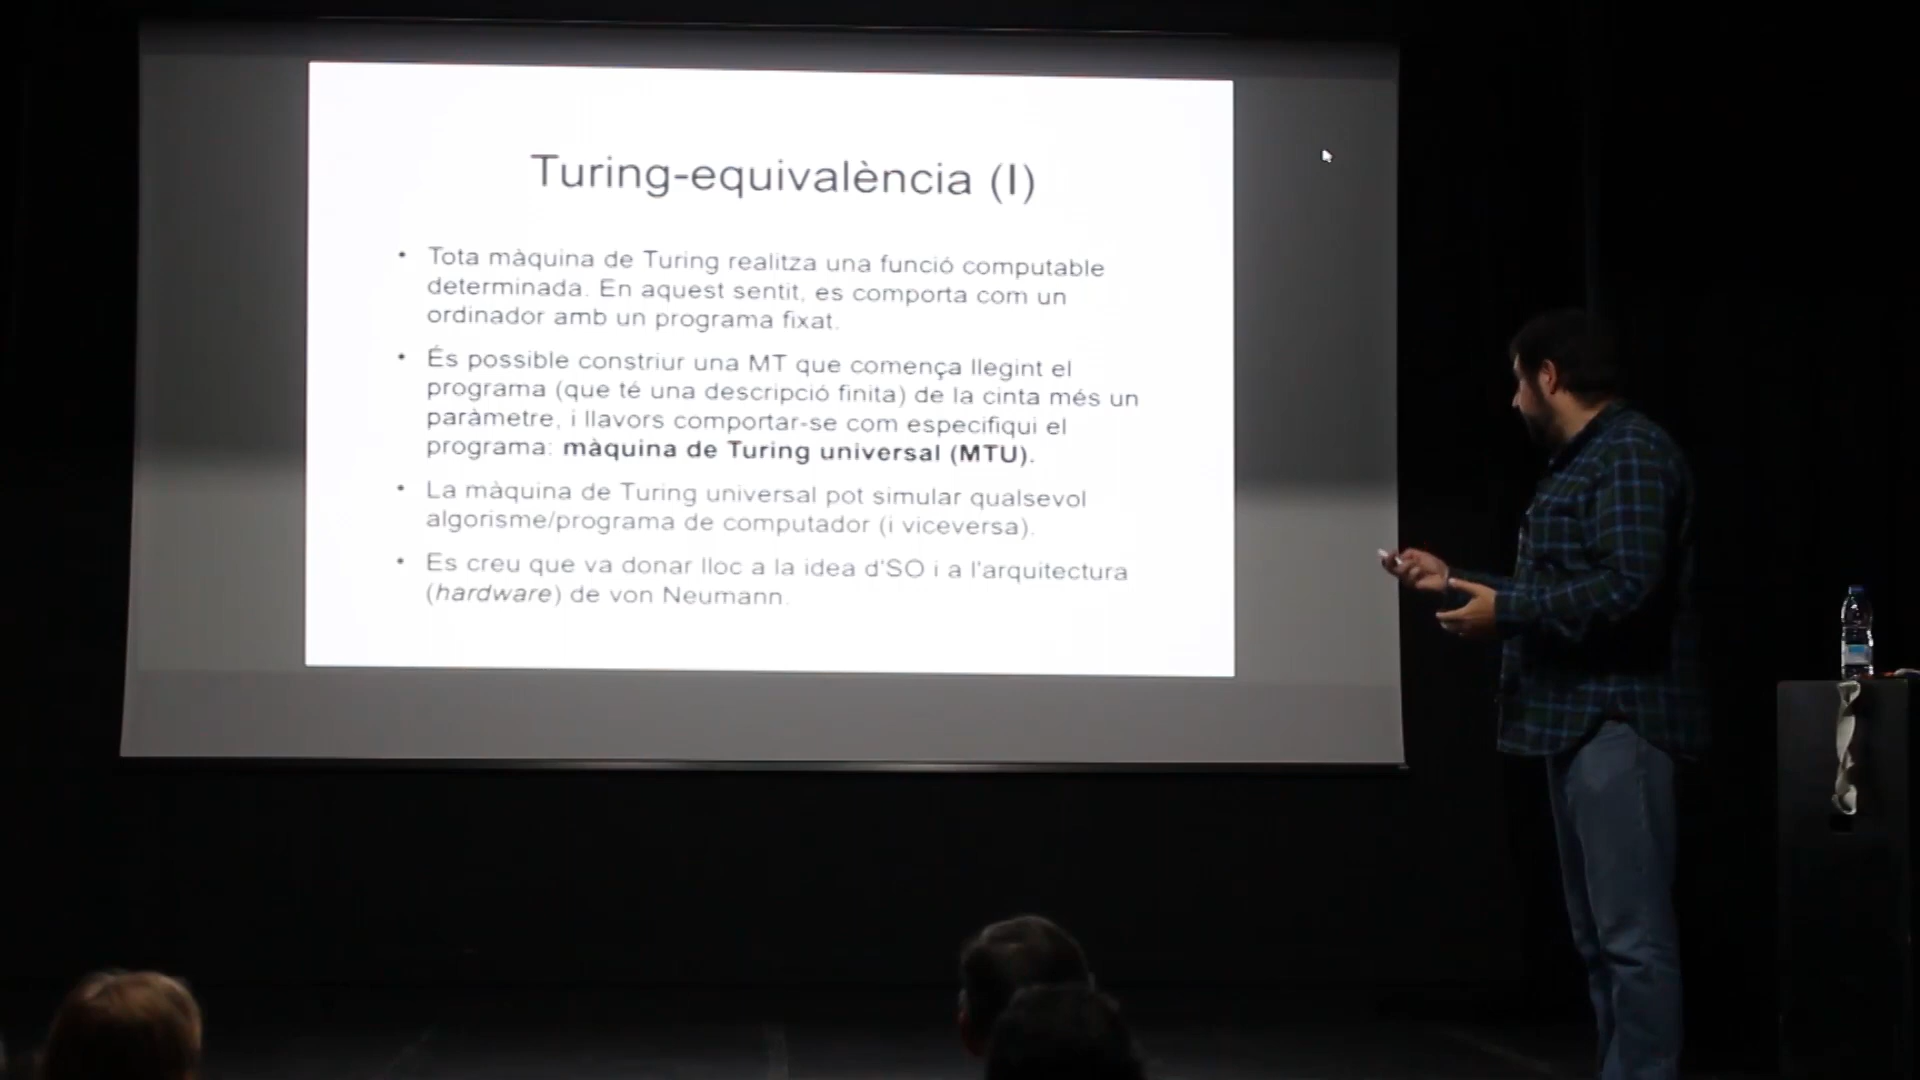 Turing-equivalència (I)
• Tota màquina de Turing realitza una funció computable
determinada. En aquest sentit, es comporta com un
ordinador amb un programa fixat.
• És possible constriur una MT que comença llegint el
programa (que té una descripció finita) de la cinta més un
paràmetre, i llavors comportar-se com especifiqui el
programa: màquina de Turing universal (MTU).
• La màquina de Turing universal pot simular qualsevol
algorisme/programa de computador (i viceversa).
• Es creu que va donar lloc a la idea d'SO i a l'arquitectura
(hardware) de von Neumann.